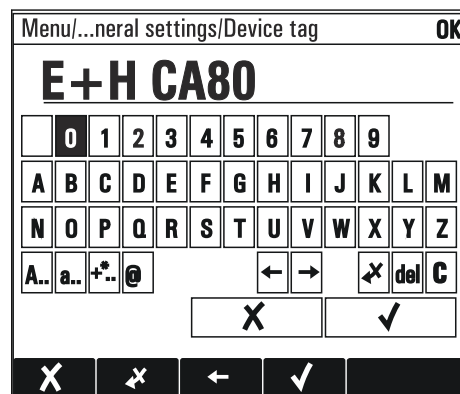 Menu/...neral settings/Device tag OK
E+H CA80
0 1 2 3 4 5 6 7 8 9
A B C D E F G H I J K L M
N O P Q R S T U V W X Y Z
A.. a.. +*.. @ ← → del C